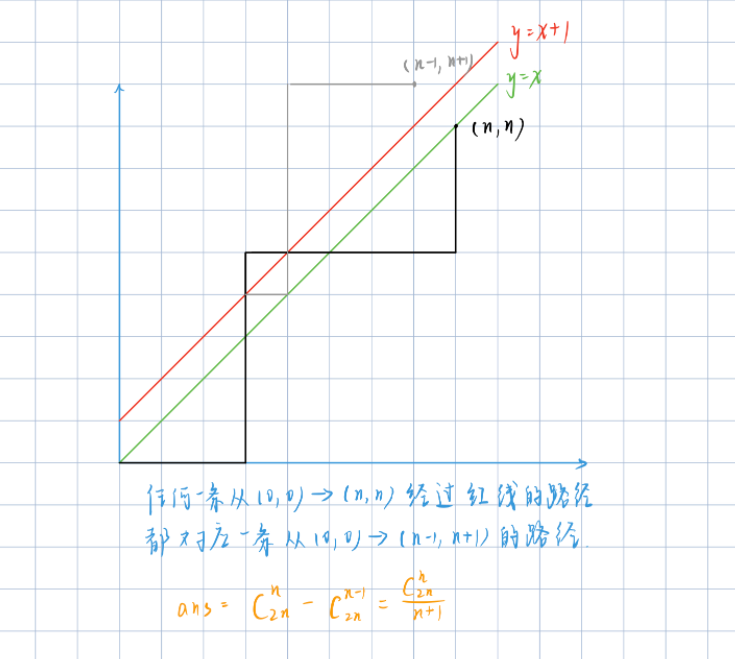 y=x+1
(n-1, n+1)
y=x
(n, n)
任何一条从(0,0)→(n,n)经过红线的路径
都对应一条从(0,0)→(n-1,n+1)的路径.
ans = C_{2n}^{n} - C_{2n}^{n-1} = \frac{C_{2n}^{n}}{n+1}